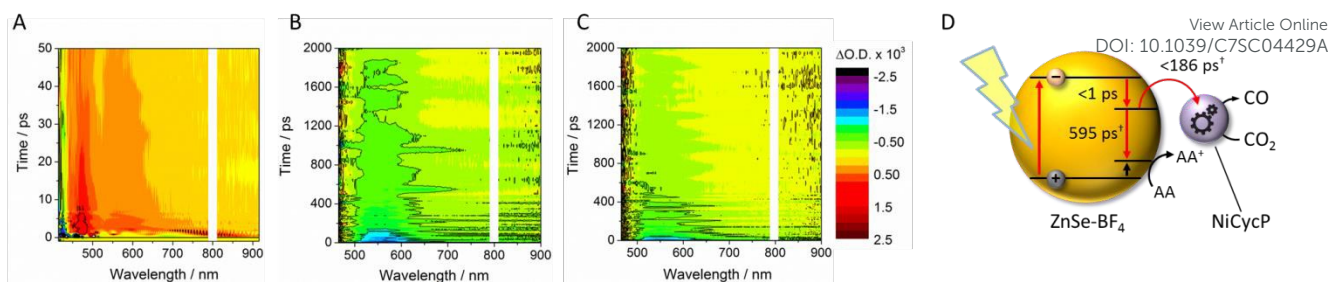 A
B
C
D
View Article Online
DOI: 10.1039/C7SC04429A
Time / ps
50
40
30
20
10
0
500 600 700 800 900
Wavelength / nm
Time / ps
2000
1600
1200
800
400
0
500 600 700 800 900
Wavelength / nm
2000
1600
1200
800
400
0
500 600 700 800 900
Wavelength / nm
ΔO.D. x 10³
-2.5
-1.5
-0.50
0.50
1.5
2.5
<186 ps†
−
<1 ps
595 ps†
+
AA⁺
AA
CO
CO₂
ZnSe-BF₄
NiCycP